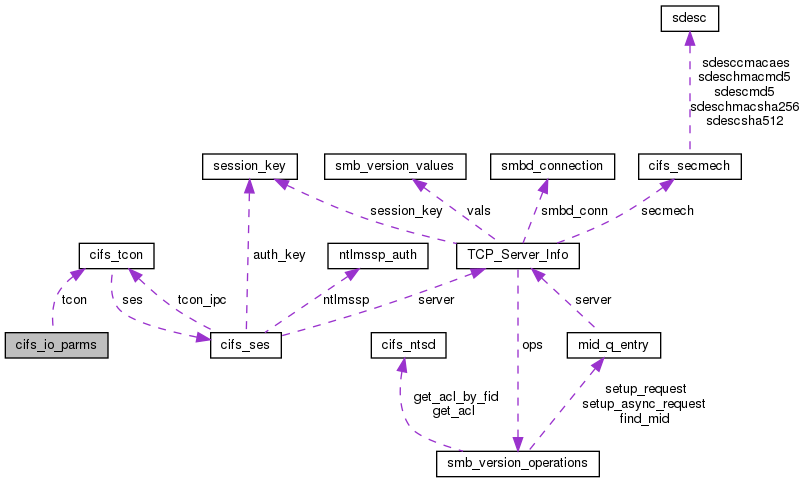 sdesc
sdesccmacaes
sdeschmacmd5
sdescmd5
sdeschmacsha256
sdescsha512
session_key
smb_version_values
smbd_connection
cifs_secmech
session_key
vals
smbd_conn
secmech
cifs_tcon
auth_key
ntlmssp_auth
TCP_Server_Info
tcon
ses
tcon_ipc
ntlmssp
server
server
cifs_io_parms
cifs_ses
cifs_ntsd
ops
mid_q_entry
get_acl_by_fid
get_acl
setup_request
setup_async_request
find_mid
smb_version_operations